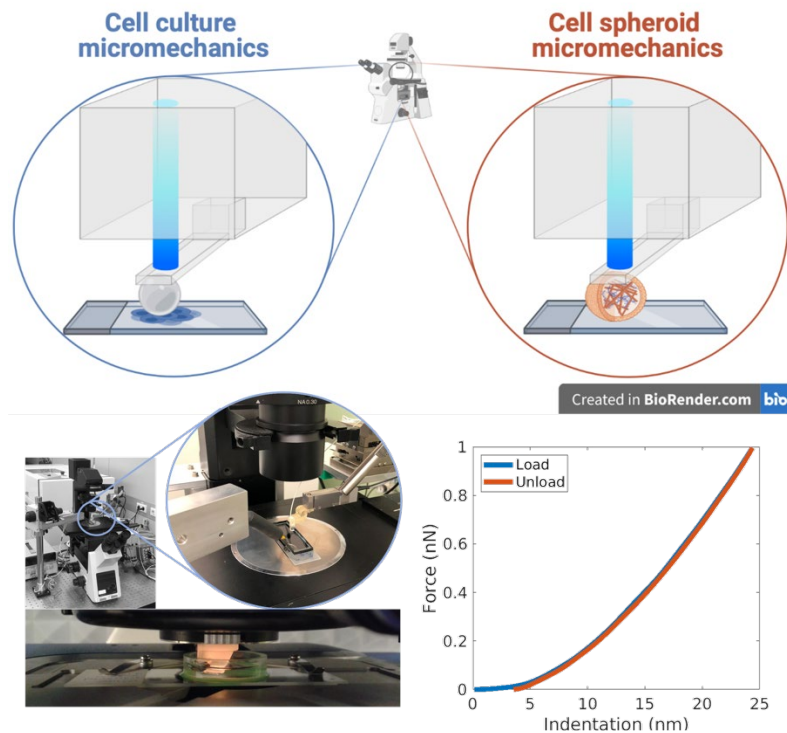 Cell culture
micromechanics
Cell spheroid
micromechanics
Created in BioRender.com bio
NA 0.30
Load
Unload
Force (nN)
1
0.8
0.6
0.4
0.2
0
0 5 10 15 20 25
Indentation (nm)